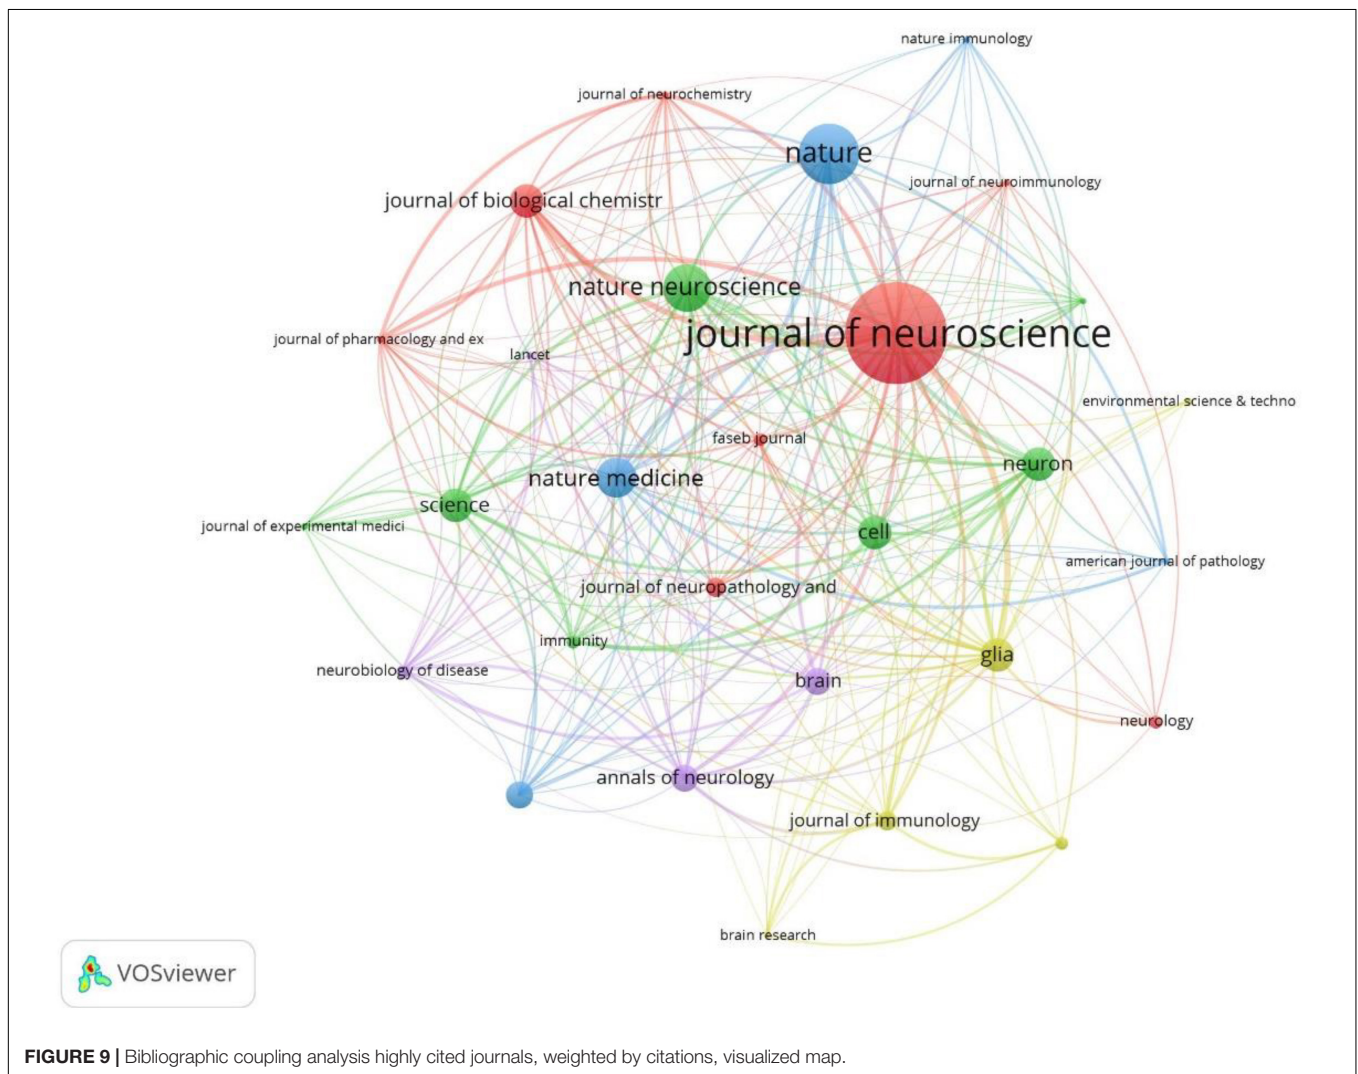 nature immunology
journal of neurochemistry
nature
journal of neuroimmunology
journal of biological chemistr
nature neuroscience
journal of neuroscience
journal of pharmacology and ex
lancet
environmental science & techno
faseb journal
neuron
nature medicine
science
journal of experimental medici
cell
american journal of pathology
journal of neuropathology and
immunity
glia
neurobiology of disease
brain
neurology
annals of neurology
journal of immunology
brain research
VOSviewer
FIGURE 9 | Bibliographic coupling analysis highly cited journals, weighted by citations, visualized map.